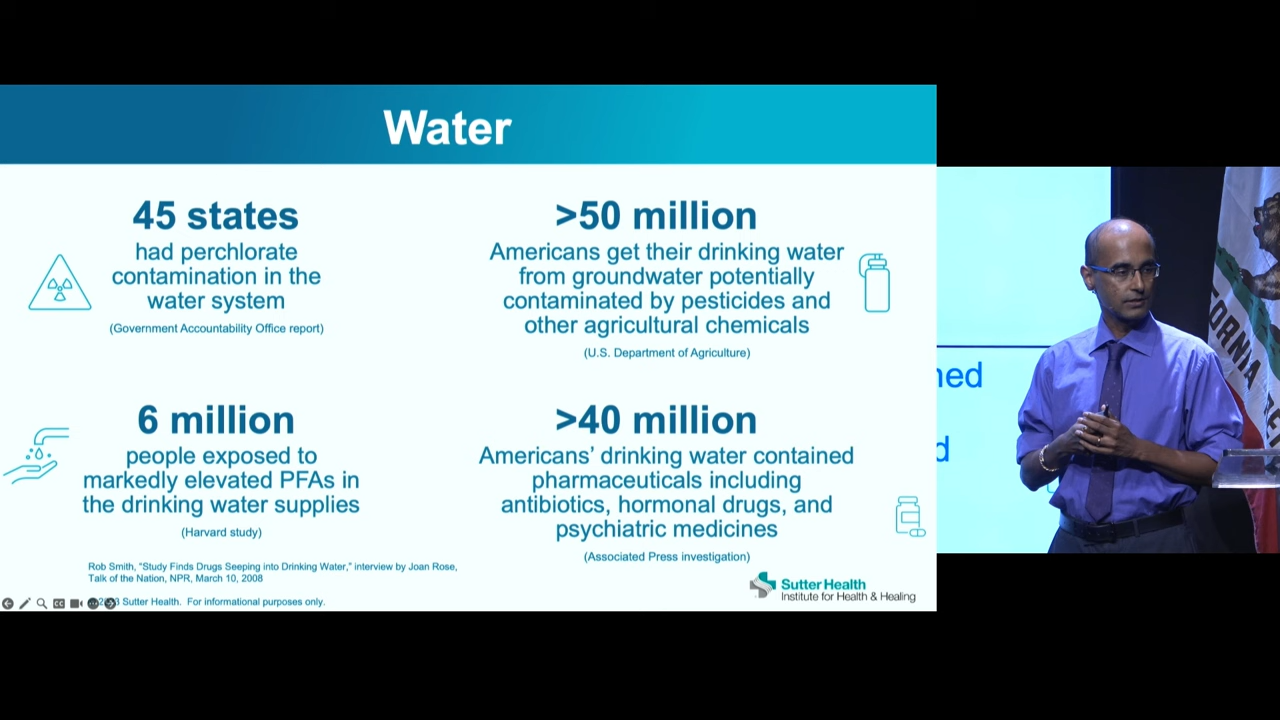 Water
45 states
had perchlorate
contamination in the
water system
(Government Accountability Office report)
>50 million
Americans get their drinking water
from groundwater potentially
contaminated by pesticides and
other agricultural chemicals
(U.S. Department of Agriculture)
6 million
people exposed to
markedly elevated PFAs in
the drinking water supplies
(Harvard study)
>40 million
Americans’ drinking water contained
pharmaceuticals including
antibiotics, hormonal drugs, and
psychiatric medicines
(Associated Press investigation)
Rob Smith, “Study Finds Drugs Seeping into Drinking Water,” interview by Joan Rose,
Talk of the Nation, NPR, March 10, 2008
Sutter Health. For informational purposes only.
Sutter Health
Institute for Health & Healing